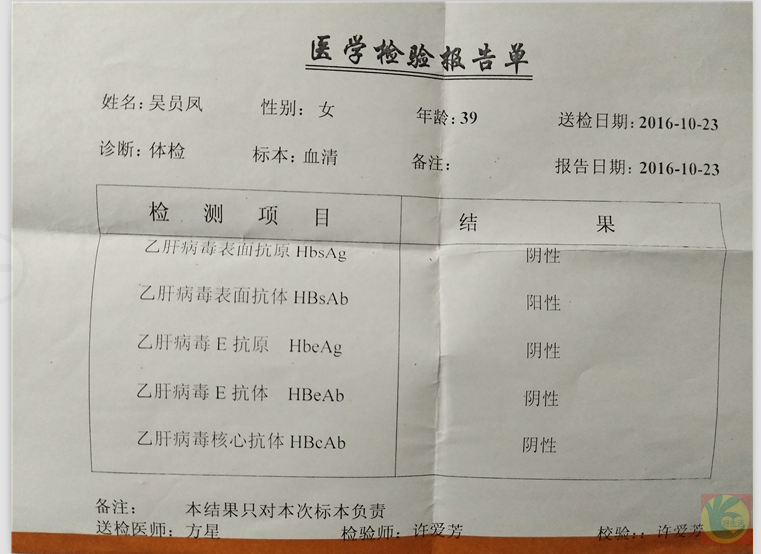 医学检验报告单
姓名: 吴员凤 性别: 女 年龄: 39 送检日期: 2016-10-23
诊断: 体检 标本: 血清 备注: 报告日期: 2016-10-23
检 测 项 目 结 果
乙肝病毒表面抗原 HbsAg 阴性
乙肝病毒表面抗体 HBsAb 阳性
乙肝病毒 E 抗原 HbeAg 阴性
乙肝病毒 E 抗体 HBeAb 阴性
乙肝病毒核心抗体 HBcAb 阴性
备注: 本结果只对本次标本负责
送检医师: 方星 检验师: 许爱芳 校验: 许爱芳